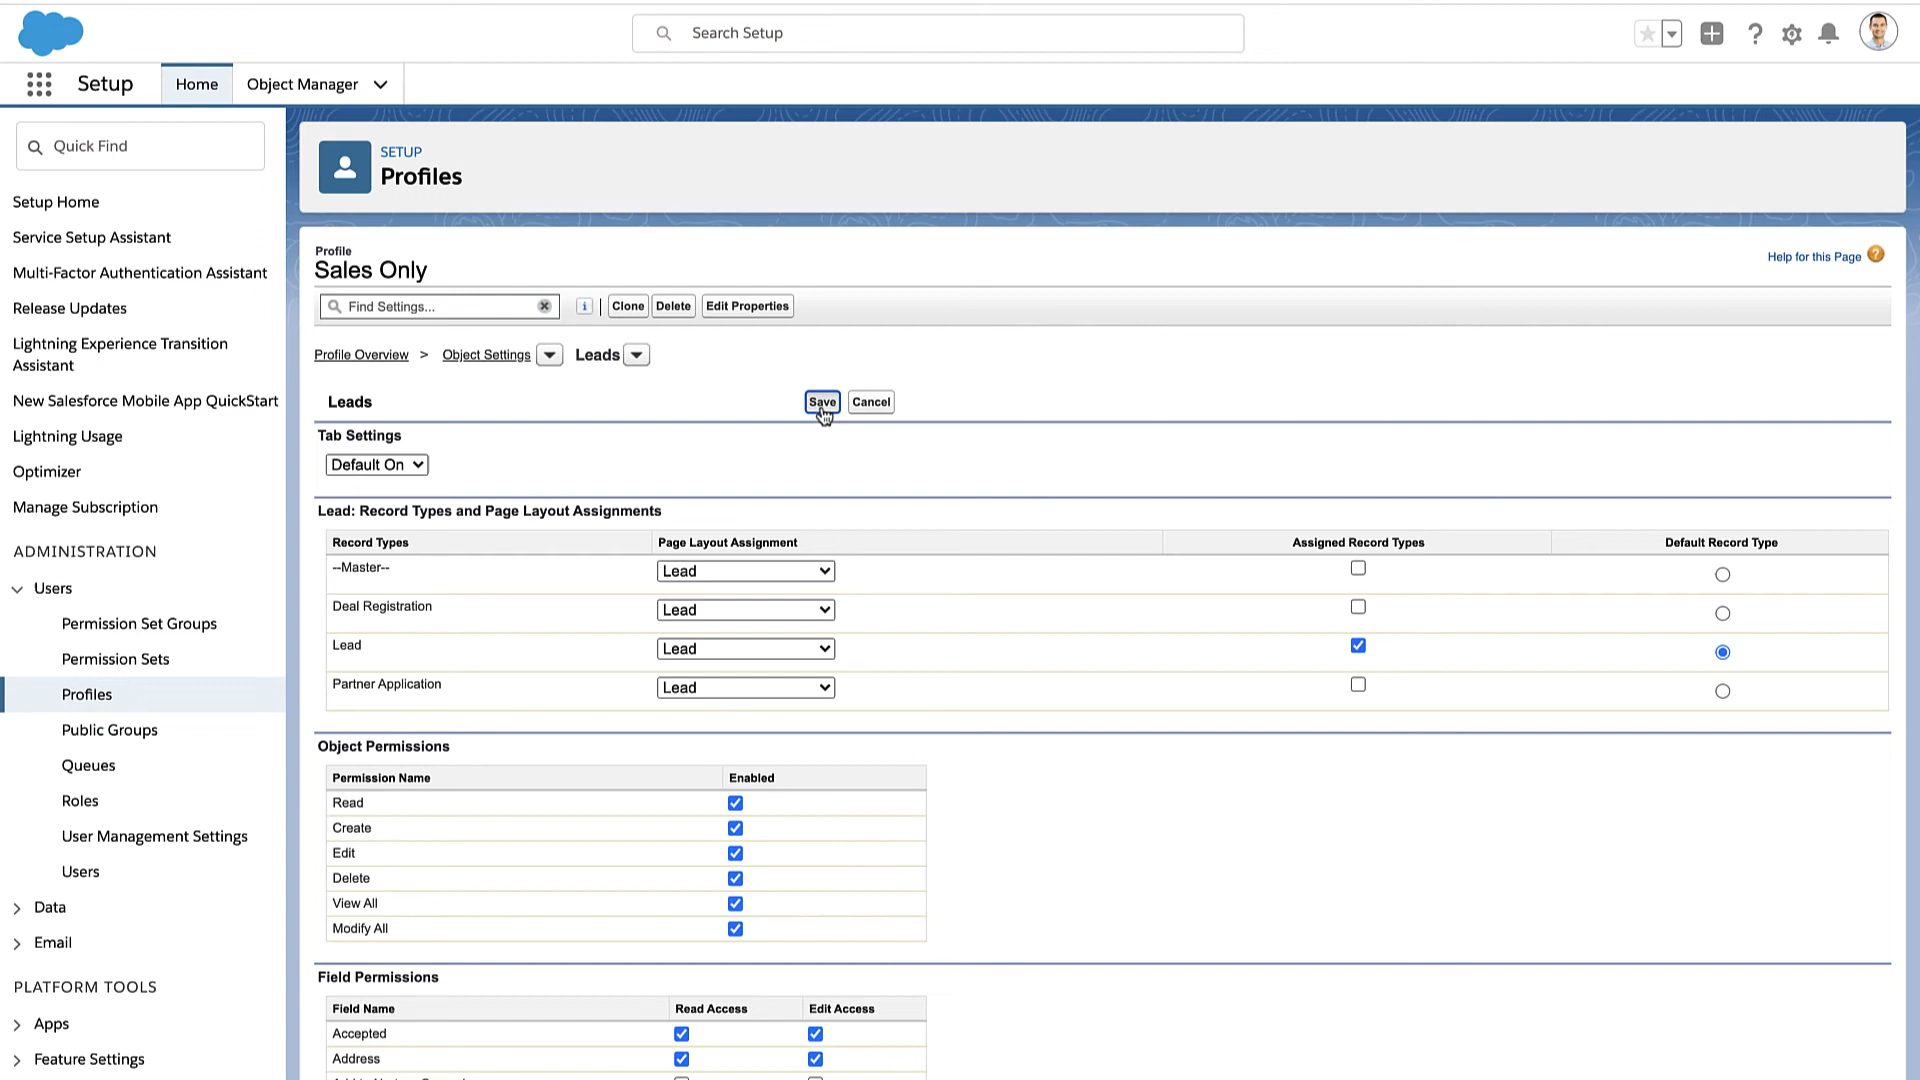 Search Setup
Setup
Home
Object Manager
Quick Find
Setup Home
Service Setup Assistant
Multi-Factor Authentication Assistant
Release Updates
Lightning Experience Transition
Assistant
New Salesforce Mobile App QuickStart
Lightning Usage
Optimizer
Manage Subscription
ADMINISTRATION
Users
Permission Set Groups
Permission Sets
Profiles
Public Groups
Queues
Roles
User Management Settings
Users
Data
Email
PLATFORM TOOLS
Apps
Feature Settings
SETUP
Profiles
Profile
Sales Only
Help for this Page ?
Find Settings... i | Clone Delete Edit Properties
Profile Overview > Object Settings Leads
Leads Save Cancel
Tab Settings
Default On
Lead: Record Types and Page Layout Assignments
Record Types Page Layout Assignment Assigned Record Types Default Record Type
--Master-- Lead
Deal Registration Lead
Lead Lead
Partner Application Lead
Object Permissions
Permission Name Enabled
Read
Create
Edit
Delete
View All
Modify All
Field Permissions
Field Name Read Access Edit Access
Accepted
Address